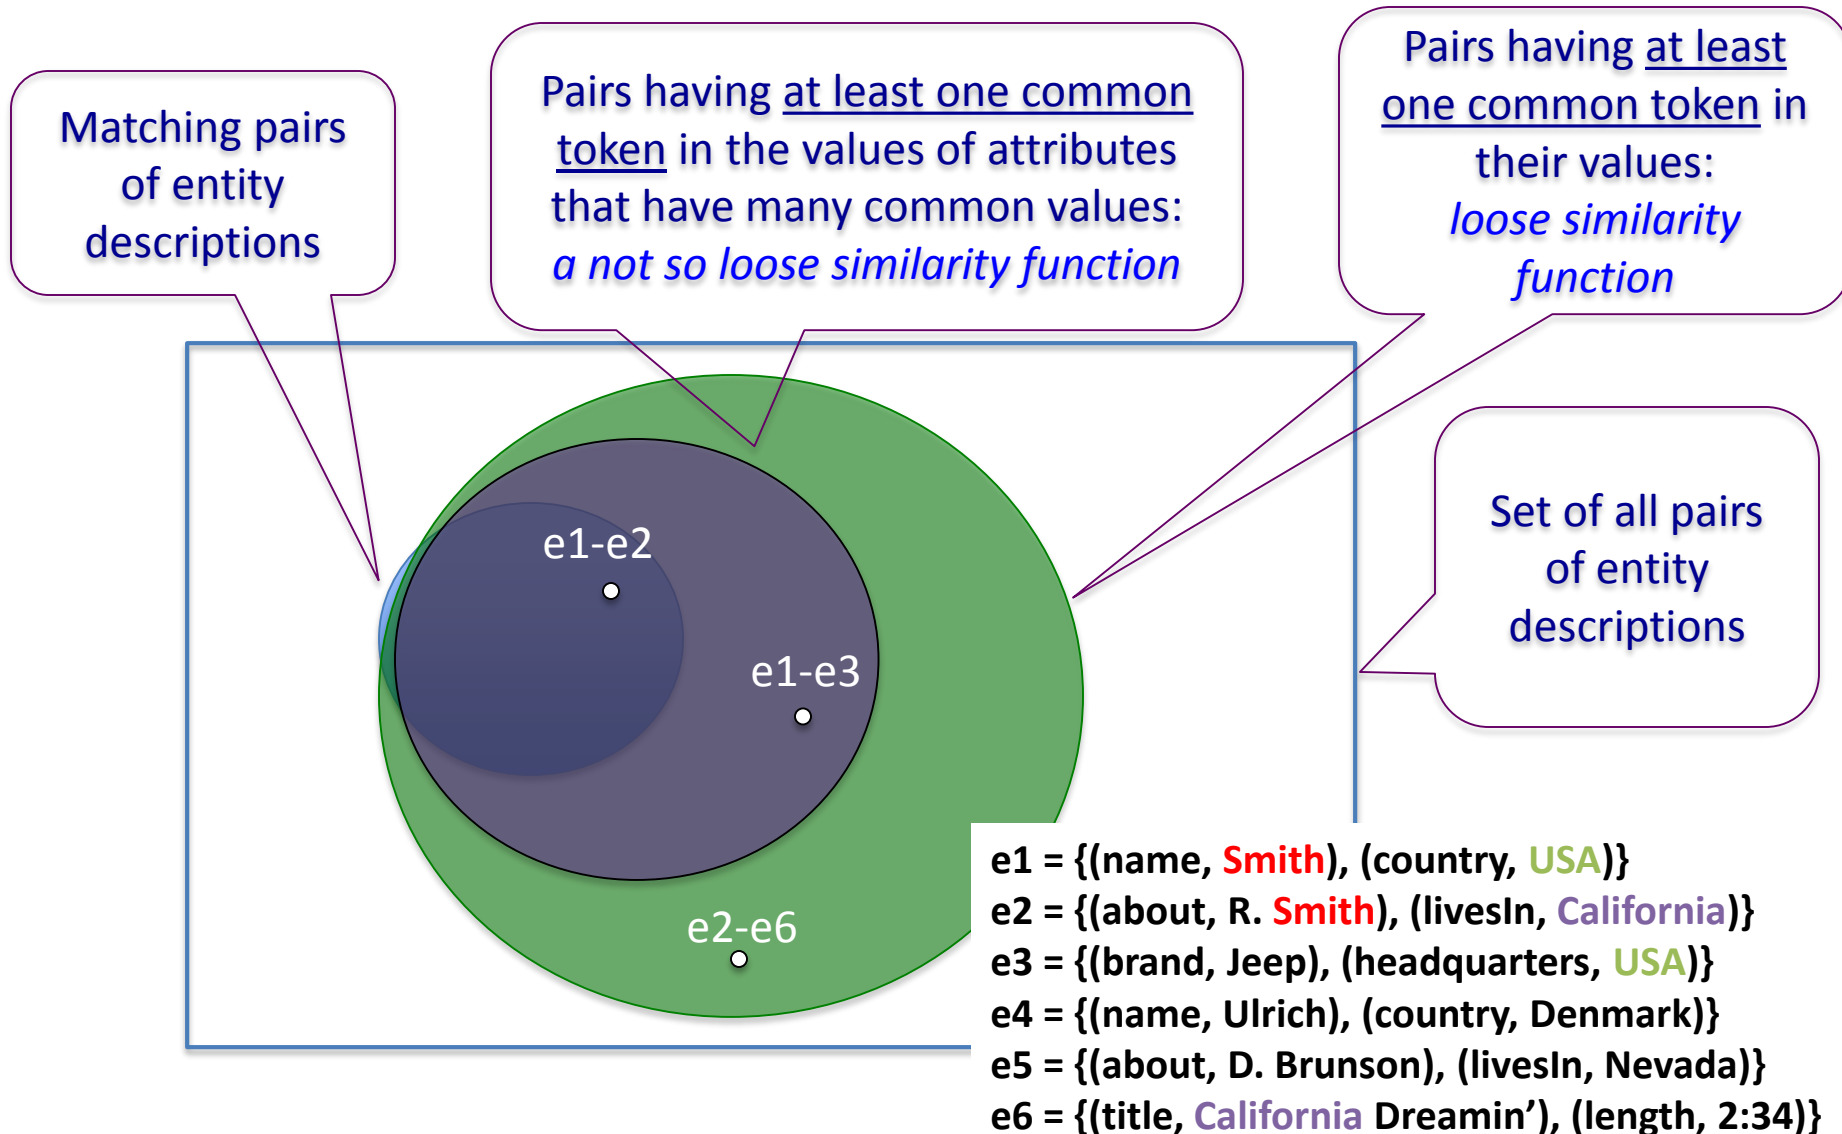 Matching pairs
of entity
descriptions
Pairs having at least one common
token in the values of attributes
that have many common values:
a not so loose similarity function
Pairs having at least
one common token in
their values:
loose similarity
function
Set of all pairs
of entity
descriptions
e1-e2
e1-e3
e2-e6
e1 = {(name, Smith), (country, USA)}
e2 = {(about, R. Smith), (livesIn, California)}
e3 = {(brand, Jeep), (headquarters, USA)}
e4 = {(name, Ulrich), (country, Denmark)}
e5 = {(about, D. Brunson), (livesIn, Nevada)}
e6 = {(title, California Dreamin’), (length, 2:34)}